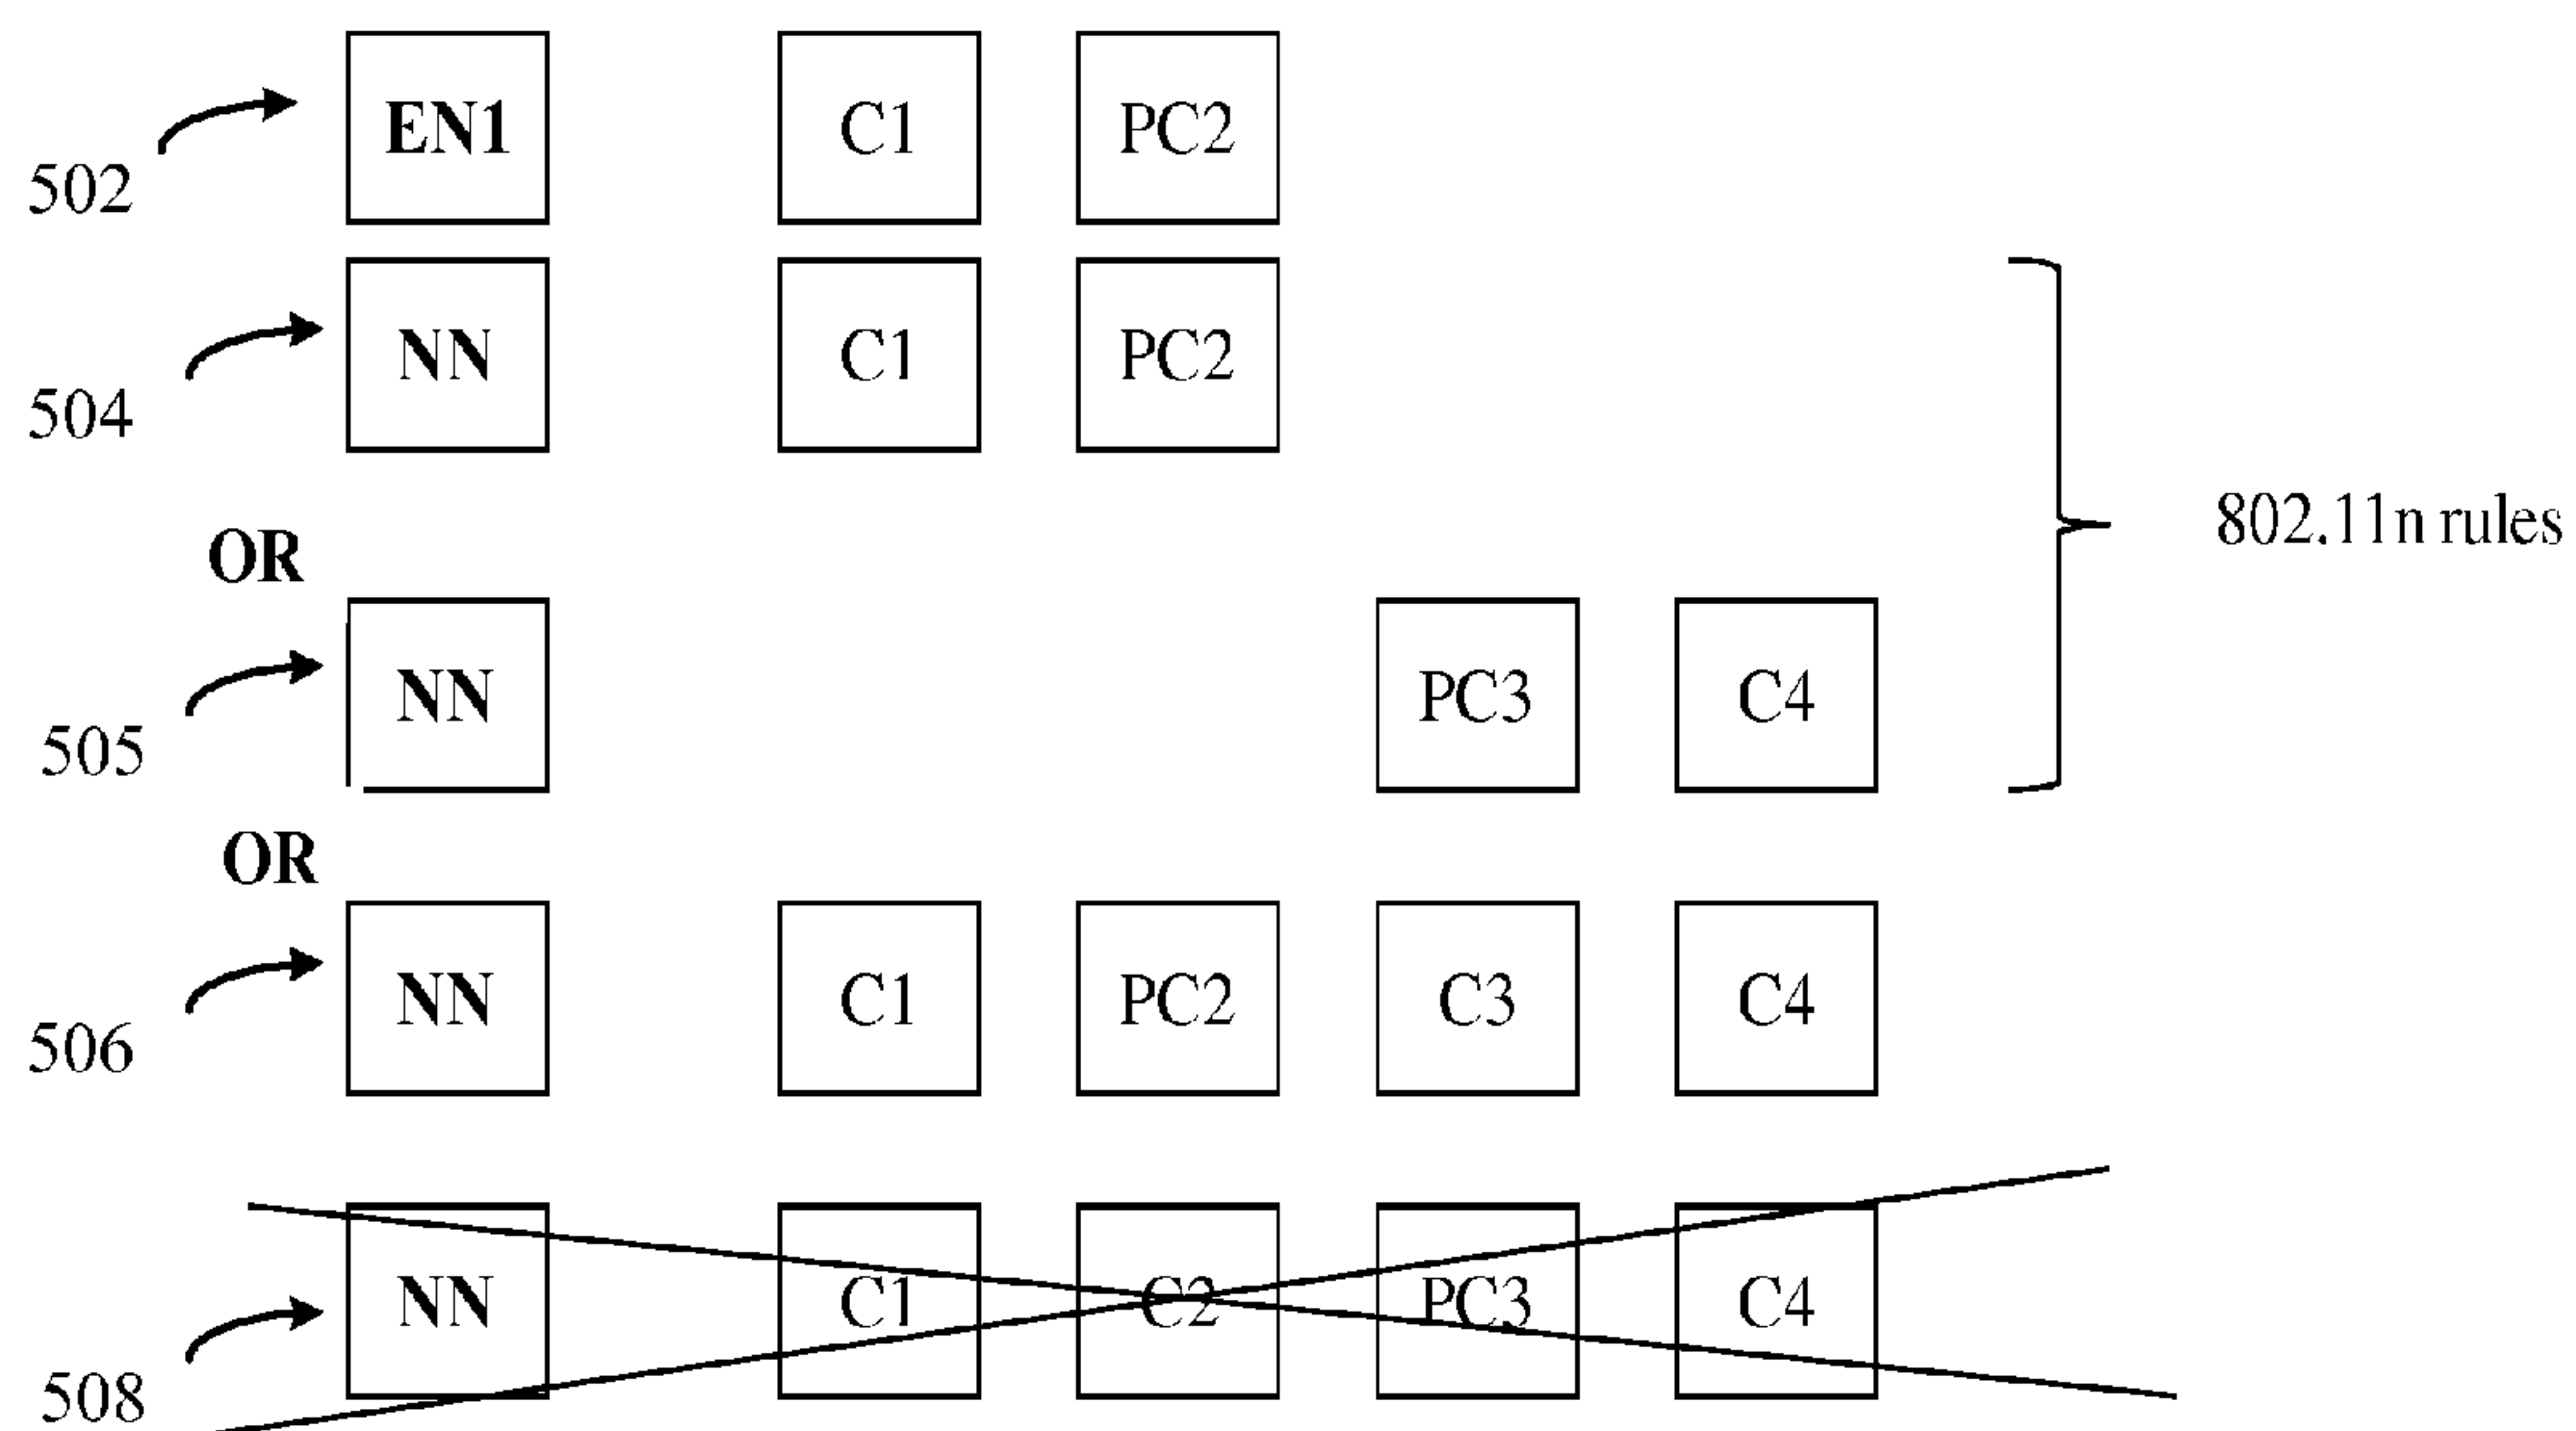 EN1 C1 PC2
502
NN C1 PC2
504
802.11n rules
OR
NN PC3 C4
505
OR
NN C1 PC2 C3 C4
506
NN C1 C2 PC3 C4
508